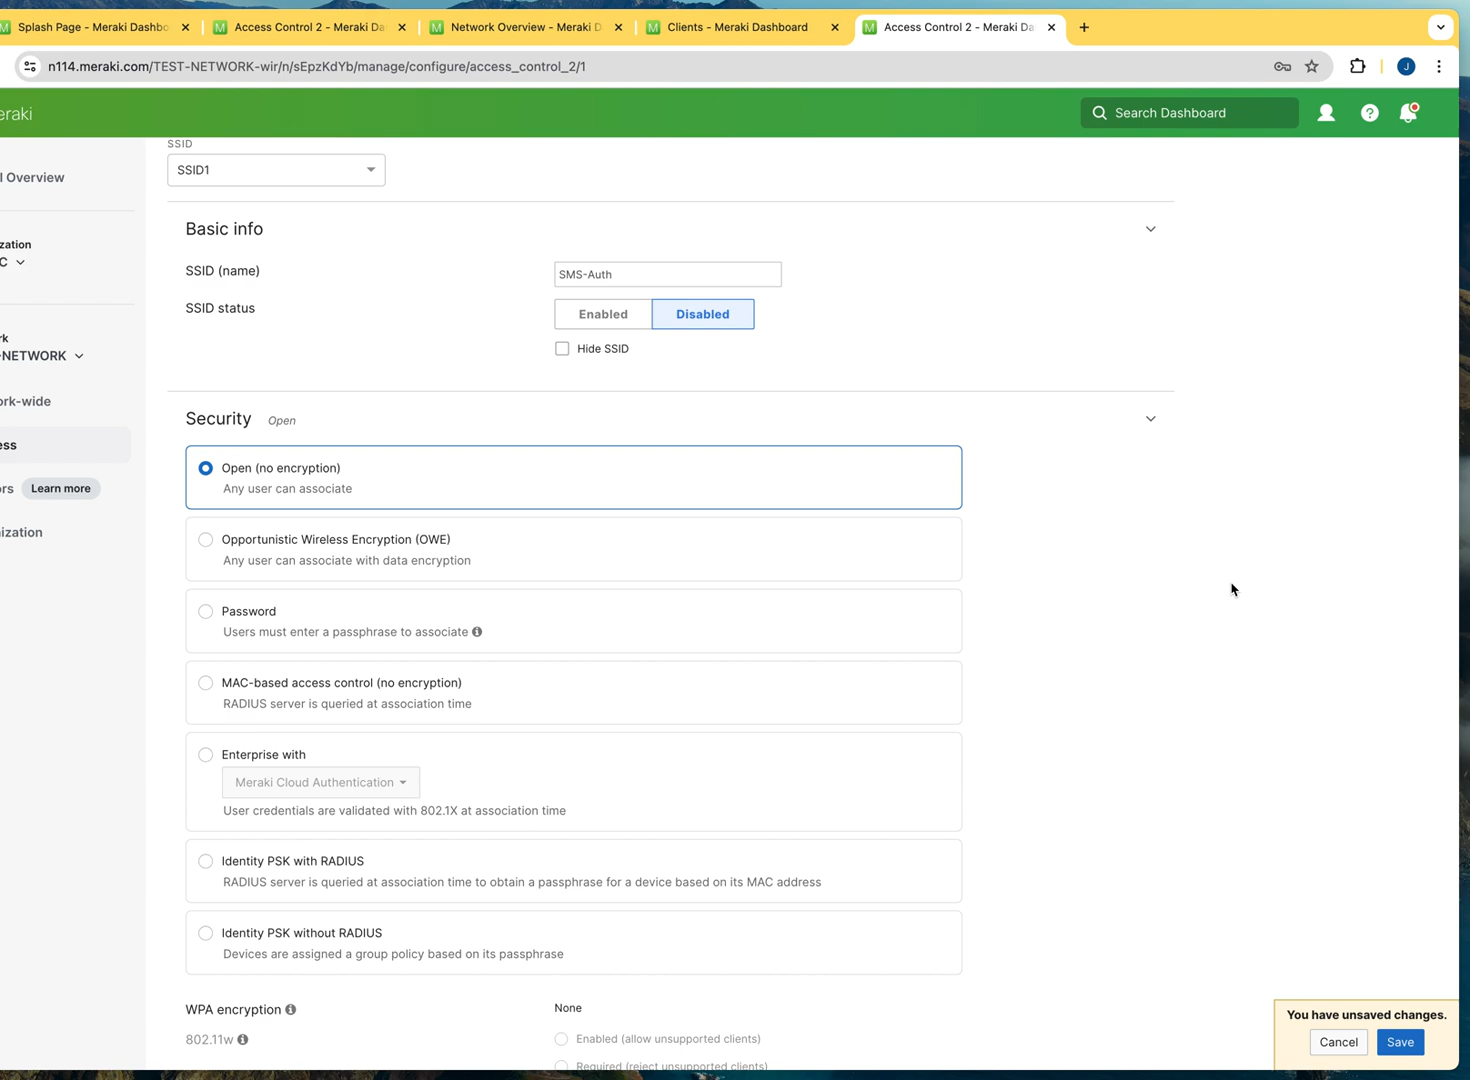 Splash Page - Meraki Dashbo
Access Control 2 - Meraki Da
Network Overview - Meraki D
Clients - Meraki Dashboard
Access Control 2 - Meraki Da
n114.meraki.com/TEST-NETWORK-wir/n/sEpzKdYb/manage/configure/access_control_2/1
J
eraki
Search Dashboard
l Overview
zation
C
rk
-NETWORK
ork-wide
ess
ors Learn more
ization
SSID
SSID1
Basic info
SSID (name) SMS-Auth
SSID status Enabled Disabled
Hide SSID
Security Open
Open (no encryption)
Any user can associate
Opportunistic Wireless Encryption (OWE)
Any user can associate with data encryption
Password
Users must enter a passphrase to associate
MAC-based access control (no encryption)
RADIUS server is queried at association time
Enterprise with
Meraki Cloud Authentication
User credentials are validated with 802.1X at association time
Identity PSK with RADIUS
RADIUS server is queried at association time to obtain a passphrase for a device based on its MAC address
Identity PSK without RADIUS
Devices are assigned a group policy based on its passphrase
WPA encryption None
802.11w Enabled (allow unsupported clients)
Required (reject unsupported clients)
You have unsaved changes.
Cancel Save